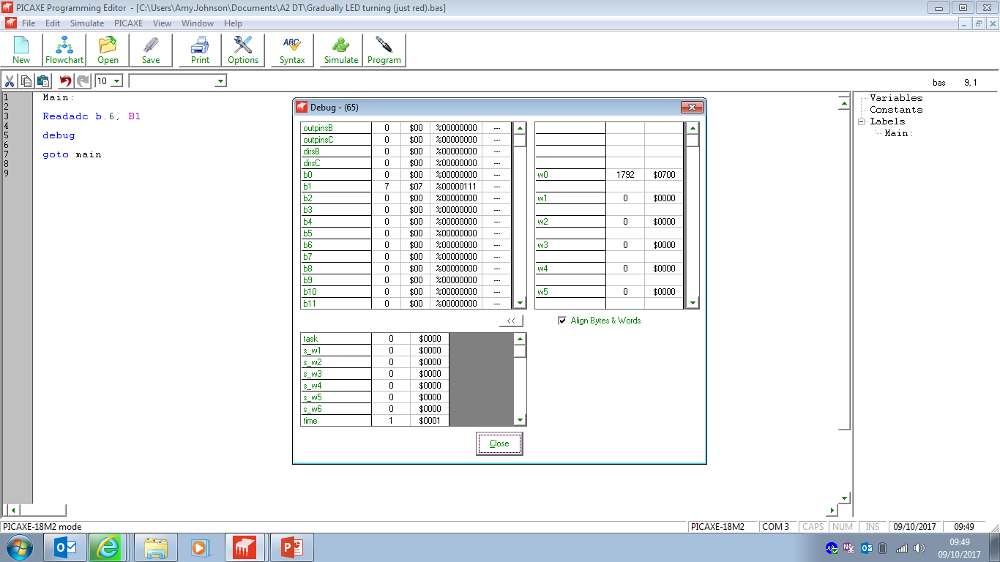 PICAXE Programming Editor - [C:\Users\Amy.Johnson\Documents\A2 DT\Gradually LED turning (just red).bas]
File Edit Simulate PICAXE View Window Help
New Flowchart Open Save Print Options Syntax Simulate Program
10
bas 9,1
1 Main:
2
3 Readadc b.6, B1
4
5 debug
6
7 goto main
8
9
Variables
Constants
Labels
Main:
Debug - (65)
outpinsB 0 $00 %00000000 ---
outpinsC 0 $00 %00000000 ---
dirsB 0 $00 %00000000 ---
dirsC 0 $00 %00000000 ---
b0 0 $00 %00000000 --- w0 1792 $0700
b1 7 $07 %00000111 ---
b2 0 $00 %00000000 --- w1 0 $0000
b3 0 $00 %00000000 ---
b4 0 $00 %00000000 --- w2 0 $0000
b5 0 $00 %00000000 ---
b6 0 $00 %00000000 --- w3 0 $0000
b7 0 $00 %00000000 ---
b8 0 $00 %00000000 --- w4 0 $0000
b9 0 $00 %00000000 ---
b10 0 $00 %00000000 --- w5 0 $0000
b11 0 $00 %00000000 ---
<< Align Bytes & Words
task 0 $0000
s_w1 0 $0000
s_w2 0 $0000
s_w3 0 $0000
s_w4 0 $0000
s_w5 0 $0000
s_w6 0 $0000
time 1 $0001
Close
PICAXE-18M2 mode PICAXE-18M2 COM 3 CAPS NUM INS 09/10/2017 09:49
09:49
09/10/2017